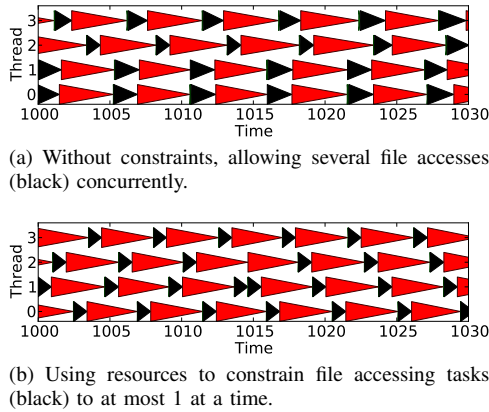 Thread
3
2
1
0
1000 1005 1010 1015 1020 1025 1030
Time
(a) Without constraints, allowing several file accesses
(black) concurrently.
Thread
3
2
1
0
1000 1005 1010 1015 1020 1025 1030
Time
(b) Using resources to constrain file accessing tasks
(black) to at most 1 at a time.